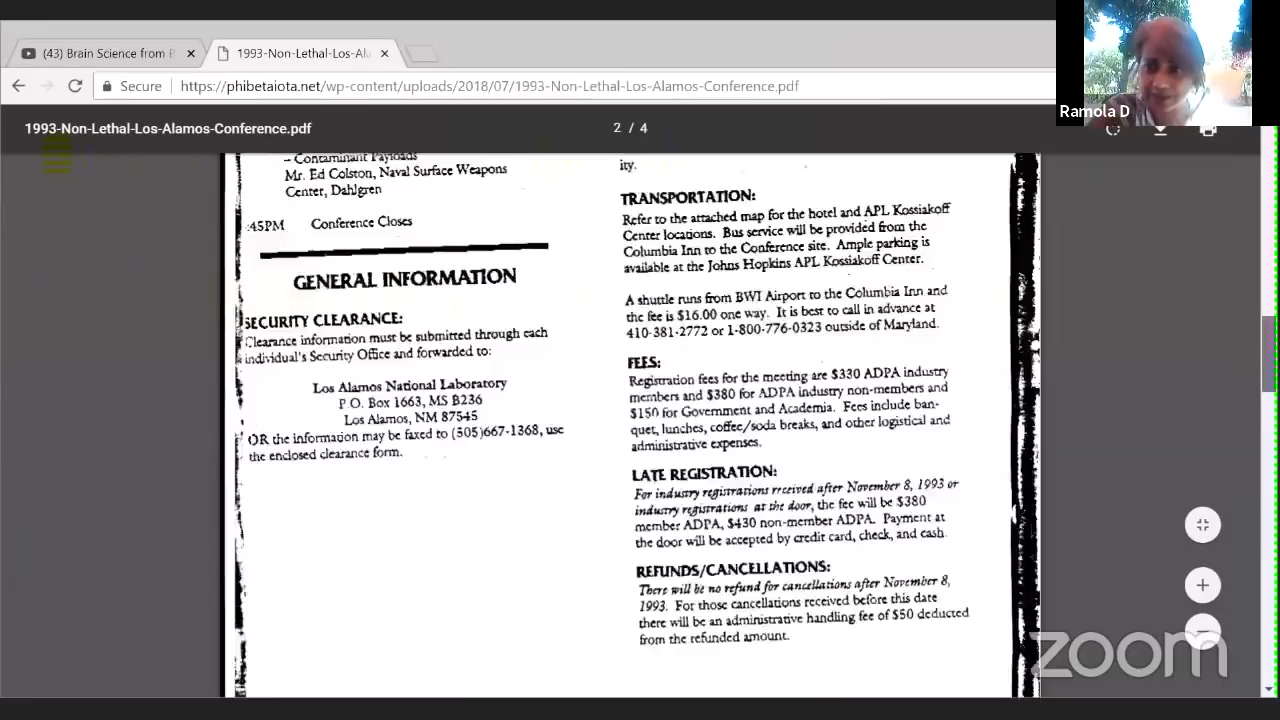 (43) Brain Science from B
1993-Non-Lethal-Los-Ala
Secure
https://phibetaiota.net/wp-content/uploads/2018/07/1993-Non-Lethal-Los-Alamos-Conference.pdf
Ramola D
1993-Non-Lethal-Los-Alamos-Conference.pdf
2 / 4
– Contaminant Payloads
Mr. Ed Colston, Naval Surface Weapons
Center, Dahlgren
:45PM Conference Closes
GENERAL INFORMATION
SECURITY CLEARANCE:
Clearance information must be submitted through each
individual's Security Office and forwarded to:
Los Alamos National Laboratory
P.O. Box 1663, MS B236
Los Alamos, NM 87545
OR the information may be faxed to (505)667-1368, use
the enclosed clearance form.
ity.
TRANSPORTATION:
Refer to the attached map for the hotel and APL Kossiakoff
Center locations. Bus service will be provided from the
Columbia Inn to the Conference site. Ample parking is
available at the Johns Hopkins APL Kossiakoff Center.
A shuttle runs from BWI Airport to the Columbia Inn and
the fee is $16.00 one way. It is best to call in advance at
410-381-2772 or 1-800-776-0323 outside of Maryland.
FEES:
Registration fees for the meeting are $330 ADPA industry
members and $380 for ADPA industry non-members and
$150 for Government and Academia. Fees include ban-
quet, lunches, coffee/soda breaks, and other logistical and
administrative expenses.
LATE REGISTRATION:
For industry registrations received after November 8, 1993 or
industry registrations at the door, the fee will be $380
member ADPA, $430 non-member ADPA. Payment at
the door will be accepted by credit card, check, and cash.
REFUNDS/CANCELLATIONS:
There will be no refund for cancellations after November 8,
1993. For those cancellations received before this date
there will be an administrative handling fee of $50 deducted
from the refunded amount.
zoom